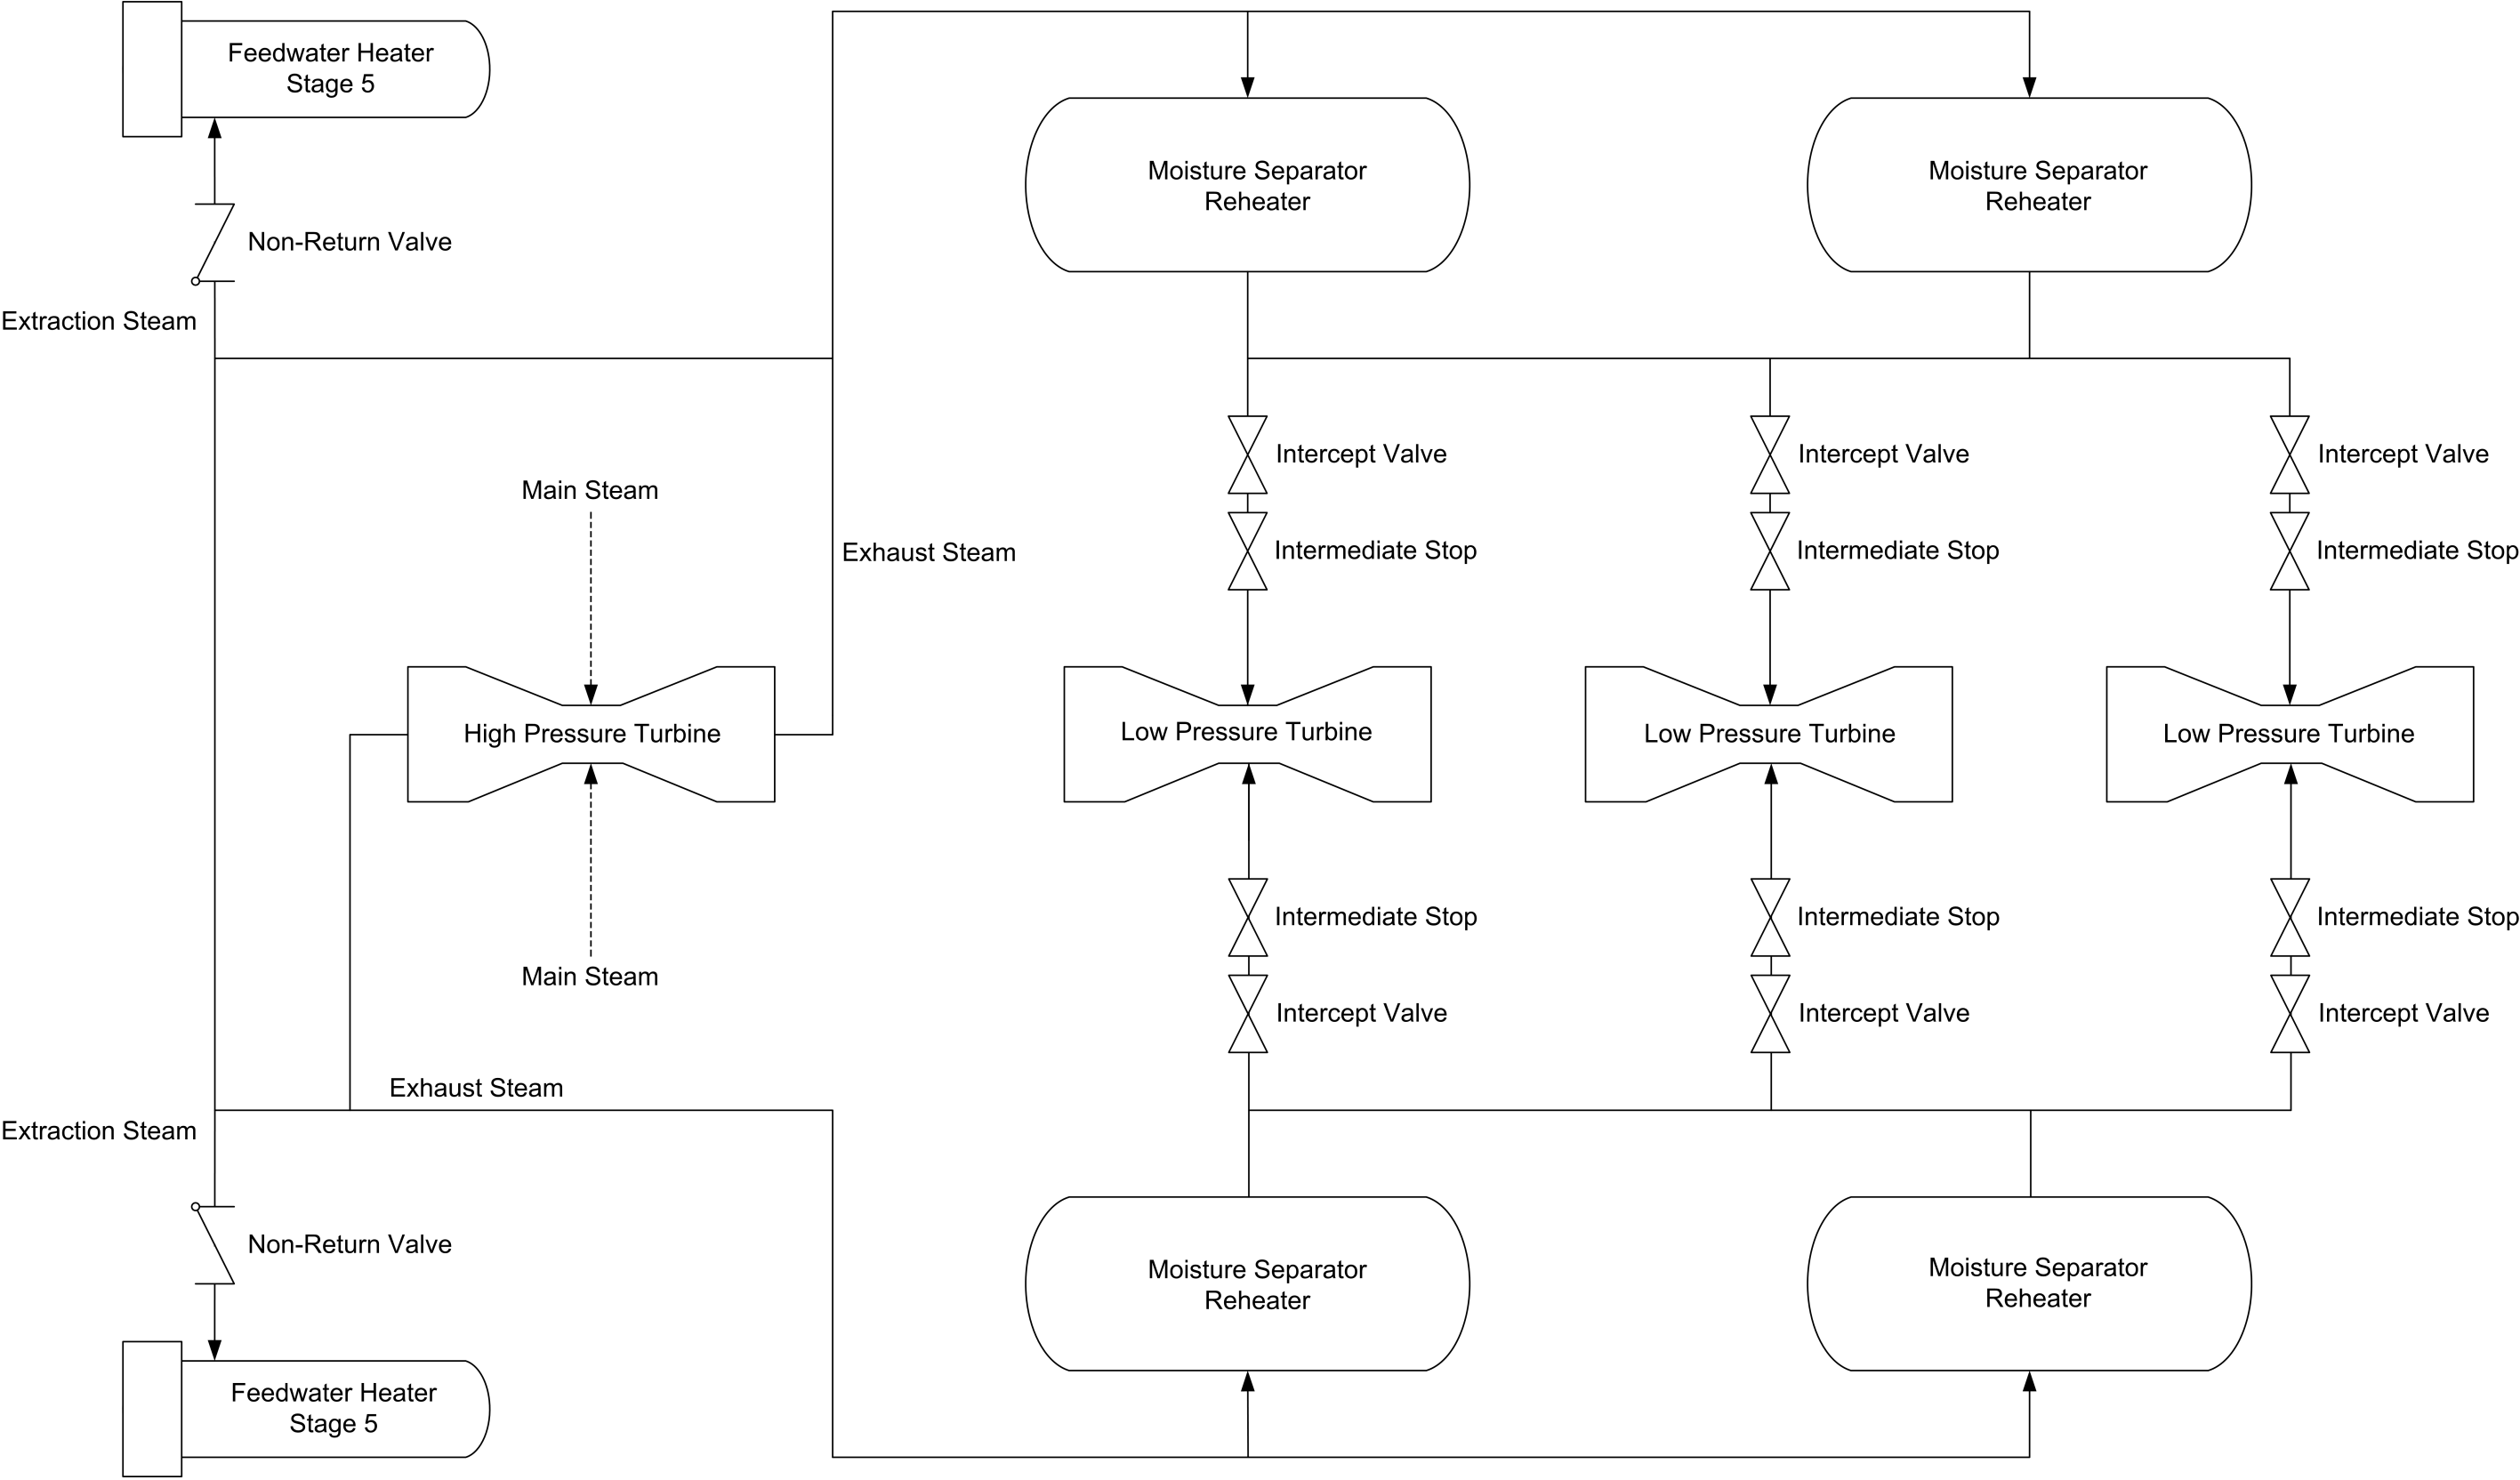 Feedwater Heater
Stage 5
Moisture Separator
Reheater
Moisture Separator
Reheater
Non-Return Valve
Extraction Steam
Intercept Valve
Intercept Valve
Intercept Valve
Main Steam
Exhaust Steam
Intermediate Stop
Intermediate Stop
Intermediate Stop
High Pressure Turbine
Low Pressure Turbine
Low Pressure Turbine
Low Pressure Turbine
Intermediate Stop
Intermediate Stop
Intermediate Stop
Main Steam
Intercept Valve
Intercept Valve
Intercept Valve
Exhaust Steam
Extraction Steam
Non-Return Valve
Moisture Separator
Reheater
Moisture Separator
Reheater
Feedwater Heater
Stage 5